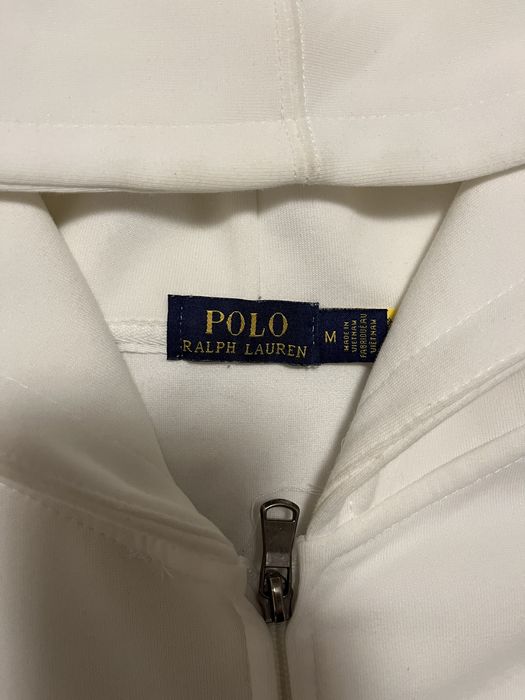 POLO
RALPH LAUREN
M
MADE IN
VIETNAM
FABRIQUÉ AU
VIETNAM